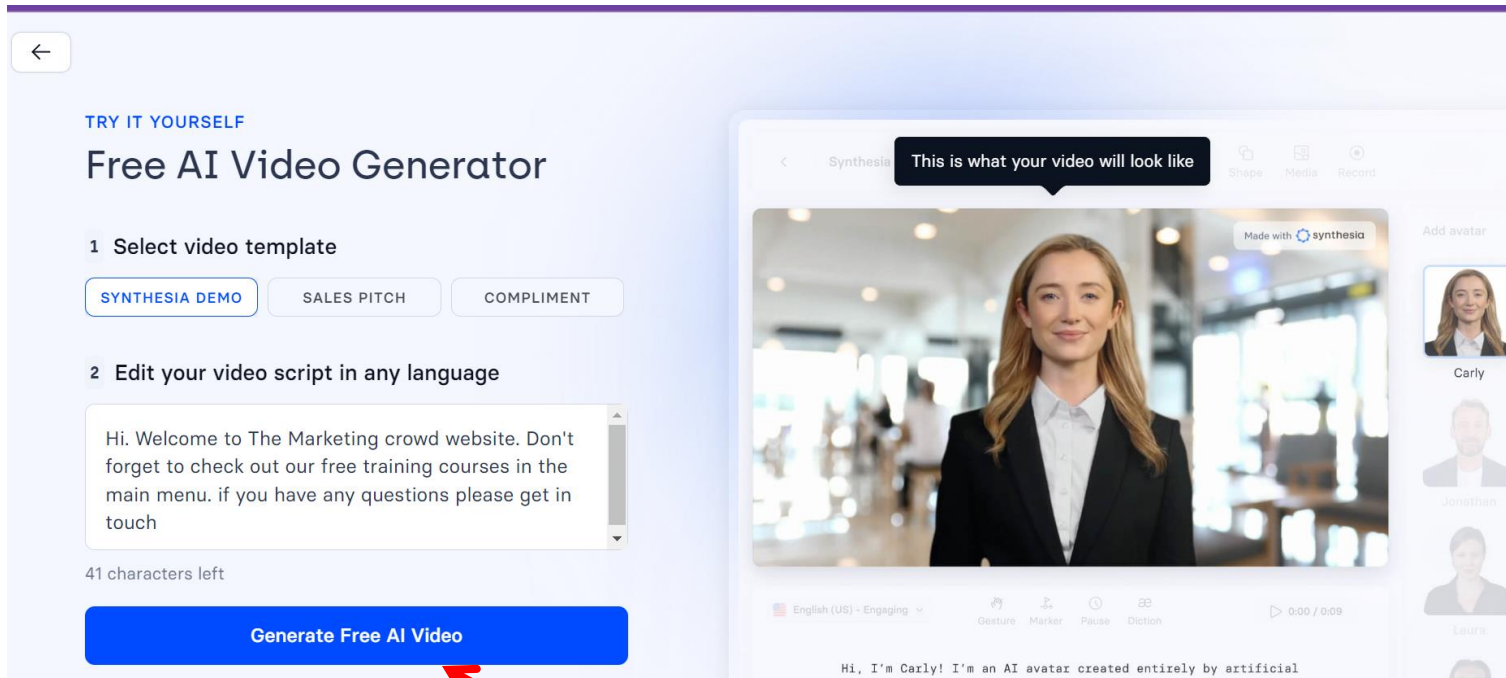 TRY IT YOURSELF
Free AI Video Generator
1 Select video template
SYNTHESIA DEMO
SALES PITCH
COMPLIMENT
2 Edit your video script in any language
Hi. Welcome to The Marketing crowd website. Don't
forget to check out our free training courses in the
main menu. if you have any questions please get in
touch
41 characters left
Generate Free AI Video
Synthesia
This is what your video will look like
Shape
Media
Record
Made with synthesia
Add avatar
Carly
Jonathan
Laura
English (US) - Engaging
Gesture
Marker
Pause
æ
Diction
0:00 / 0:09
Hi, I'm Carly! I'm an AI avatar created entirely by artificial